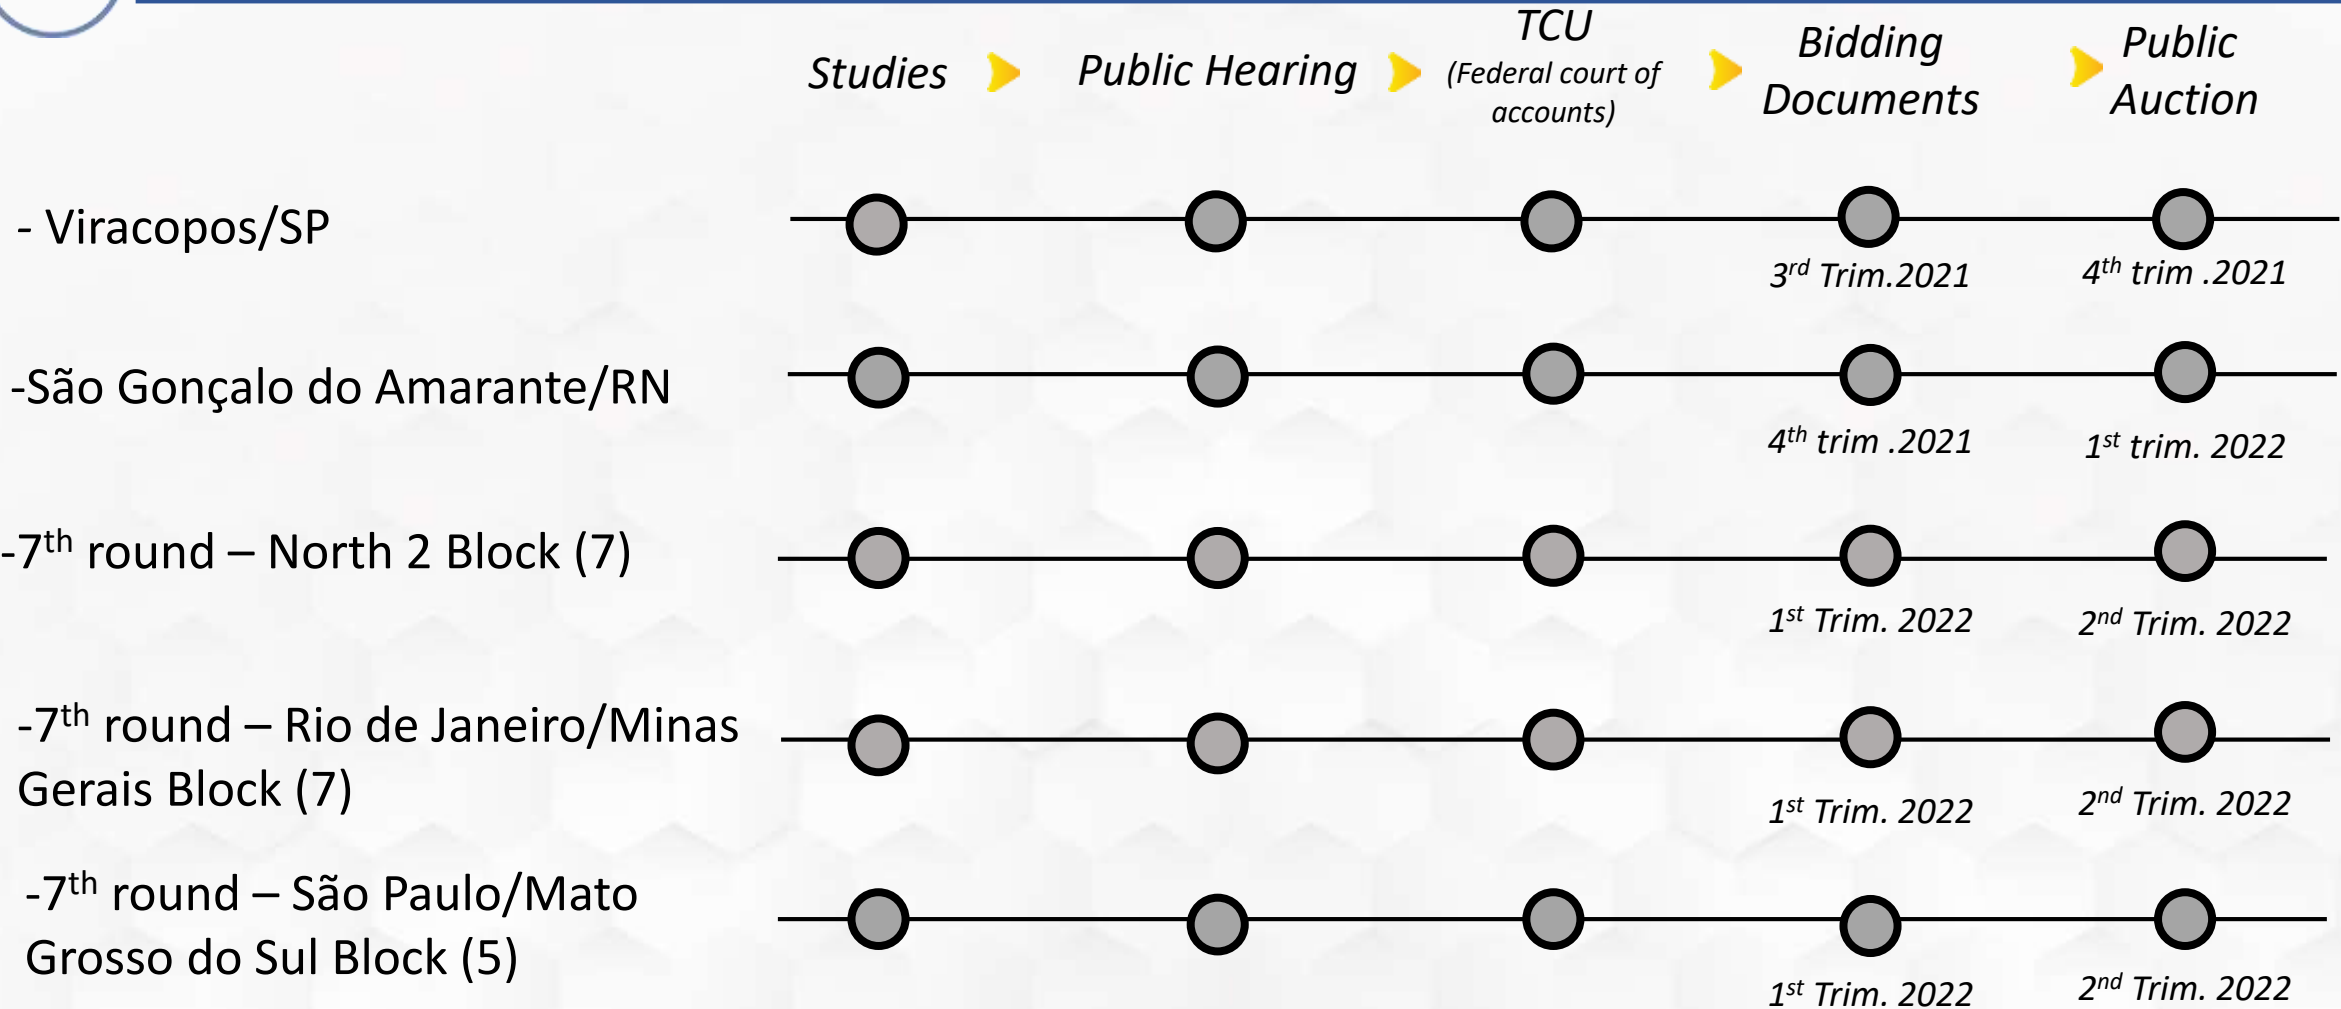 Studies
Public Hearing
TCU
(Federal court of
accounts)
Bidding
Documents
Public
Auction
- Viracopos/SP
3rd Trim.2021
4th trim .2021
-São Gonçalo do Amarante/RN
4th trim .2021
1st trim. 2022
-7th round – North 2 Block (7)
1st Trim. 2022
2nd Trim. 2022
-7th round – Rio de Janeiro/Minas
Gerais Block (7)
1st Trim. 2022
2nd Trim. 2022
-7th round – São Paulo/Mato
Grosso do Sul Block (5)
1st Trim. 2022
2nd Trim. 2022